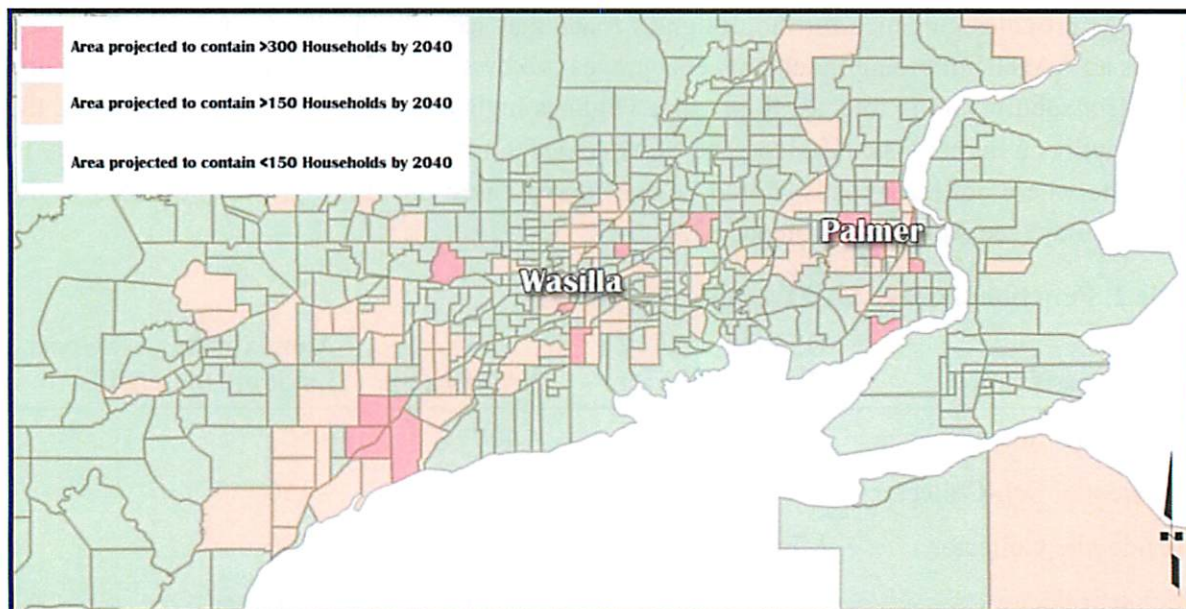 Area projected to contain >300 Households by 2040
Area projected to contain >150 Households by 2040
Area projected to contain <150 Households by 2040
Palmer
Wasilla